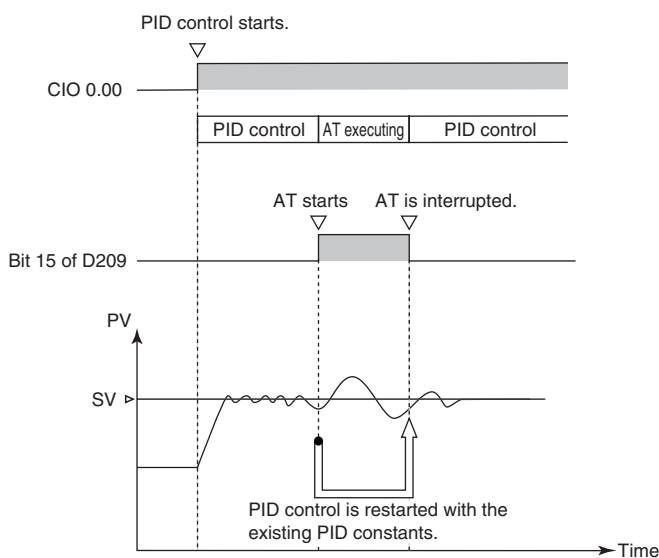 PID control starts.
CIO 0.00
PID control
AT executing
PID control
AT starts
AT is interrupted.
Bit 15 of D209
PV
SV
PID control is restarted with the
existing PID constants.
Time